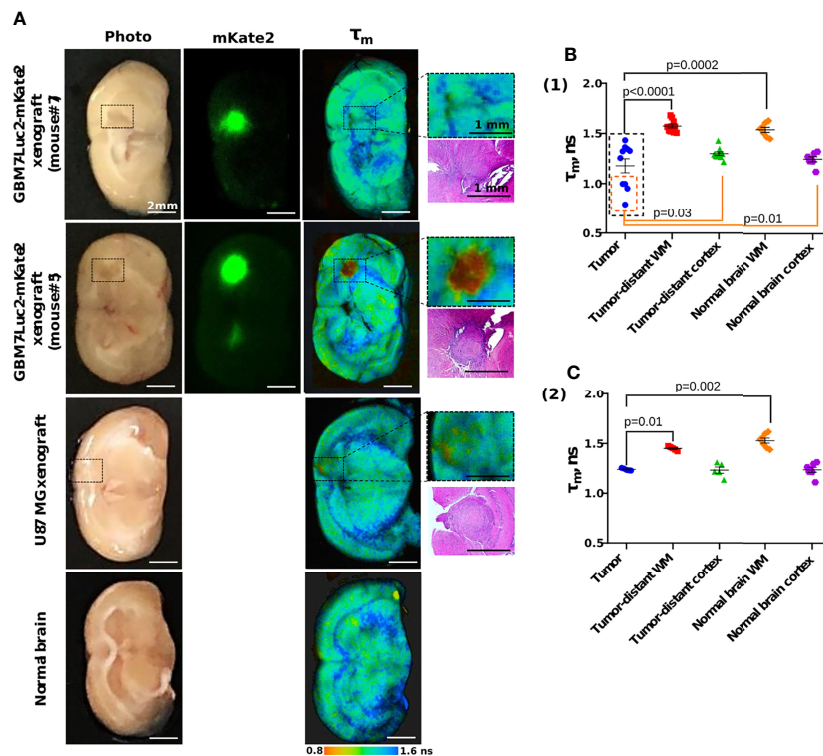 A
Photo
mKate2
τm
GBM7Luc2-mKate2
xenograft
(mouse#7)
2mm
1 mm
1 mm
GBM7Luc2-mKate2
xenograft
(mouse#5)
U87 MG xenograft
Normal brain
0.8
1.6 ns
B
(1)
p=0.0002
p<0.0001
2.0
1.5
1.0
0.5
τm, ns
p=0.03
p=0.01
Tumor
Tumor-distant WM
Tumor-distant cortex
Normal brain WM
Normal brain cortex
C
(2)
p=0.002
p=0.01
2.0
1.5
1.0
0.5
τm, ns
Tumor
Tumor-distant WM
Tumor-distant cortex
Normal brain WM
Normal brain cortex